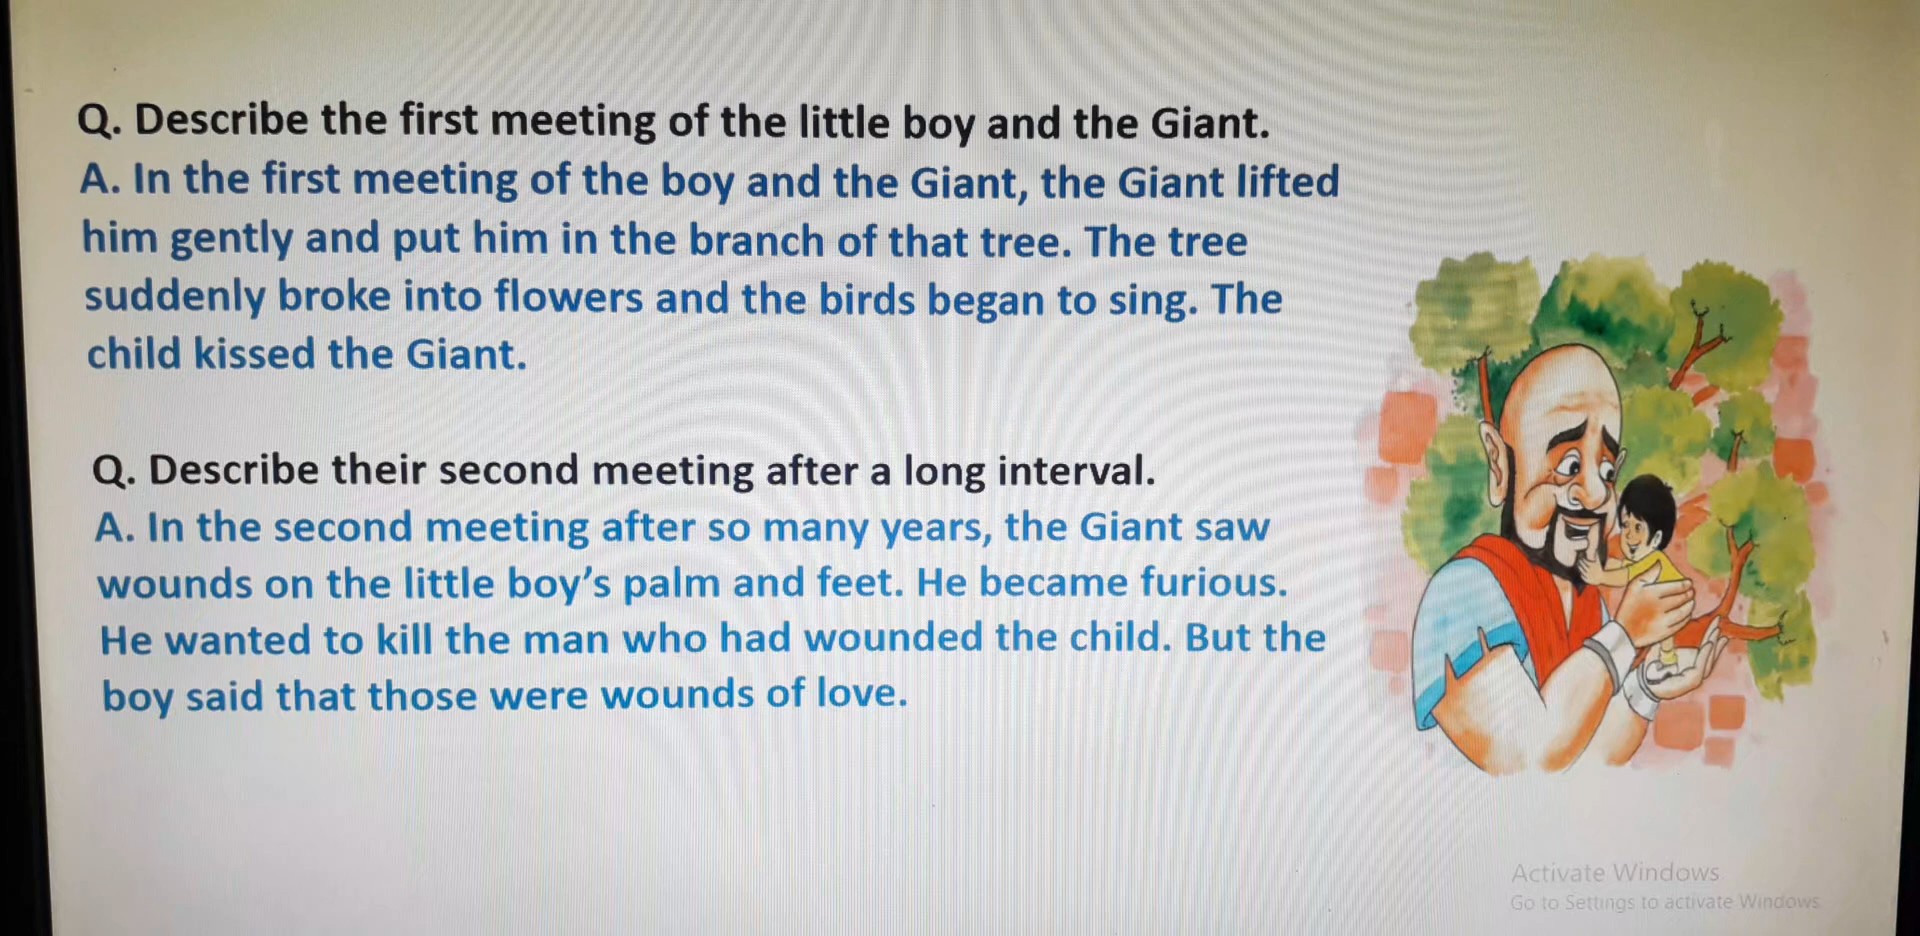 Q. Describe the first meeting of the little boy and the Giant.
A. In the first meeting of the boy and the Giant, the Giant lifted
him gently and put him in the branch of that tree. The tree
suddenly broke into flowers and the birds began to sing. The
child kissed the Giant.
Q. Describe their second meeting after a long interval.
A. In the second meeting after so many years, the Giant saw
wounds on the little boy’s palm and feet. He became furious.
He wanted to kill the man who had wounded the child. But the
boy said that those were wounds of love.
Activate Windows
Go to Settings to activate Windows